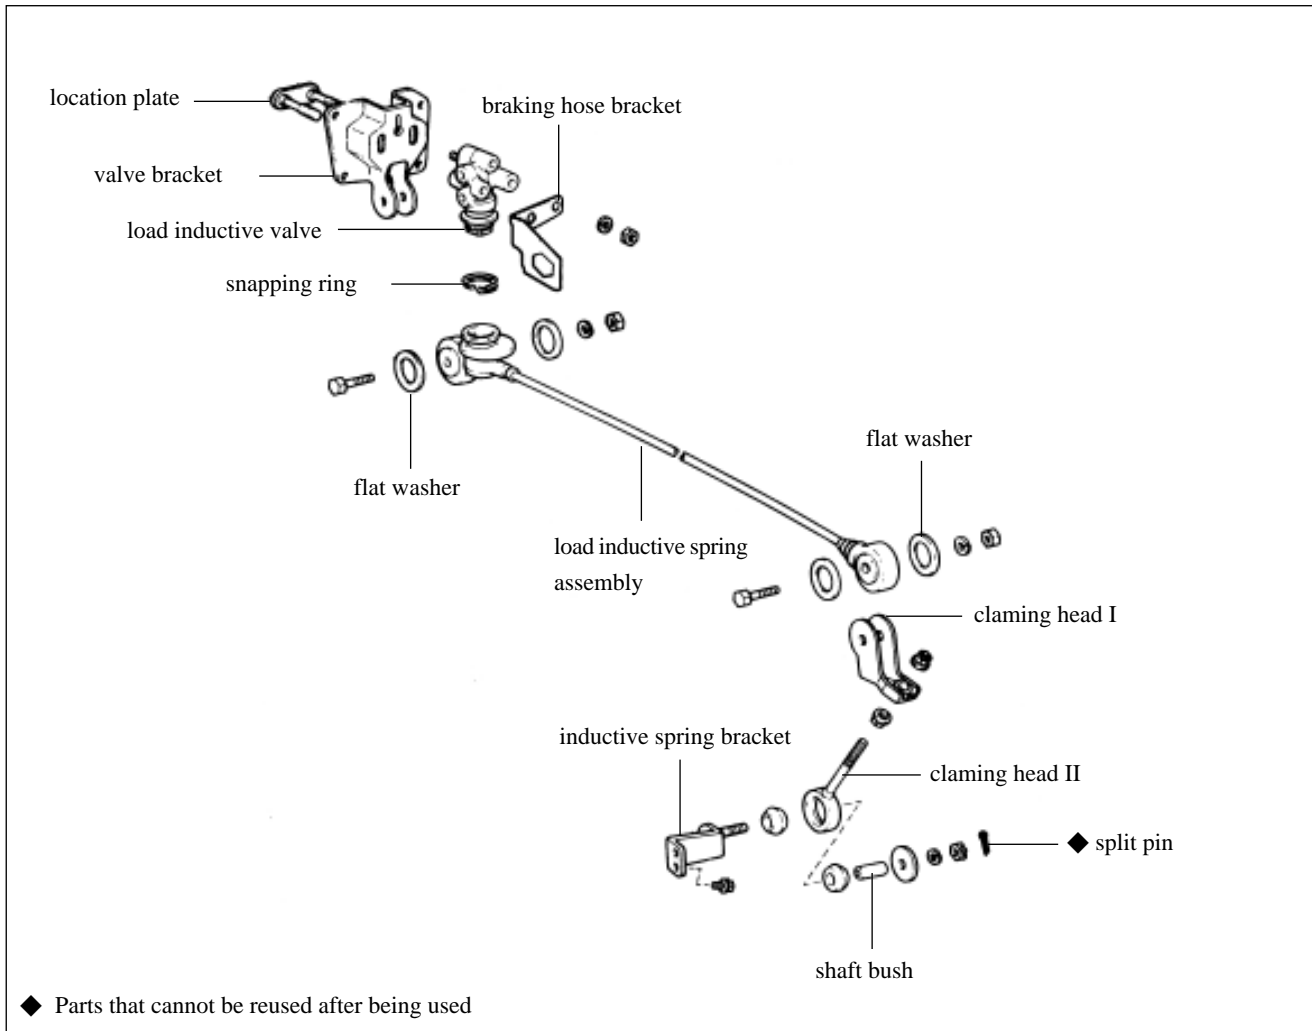 location plate
braking hose bracket
valve bracket
load inductive valve
snapping ring
flat washer
flat washer
load inductive spring
assembly
claming head I
inductive spring bracket
claming head II
◆ split pin
shaft bush
◆ Parts that cannot be reused after being used